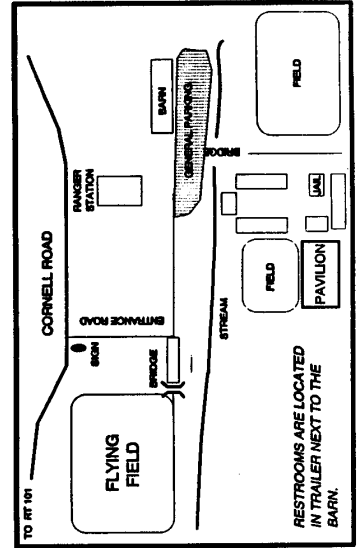 TO RT 101
CORNELL ROAD
SIGN
ENTRANCE ROAD
RANGER
STATION
BARN
GENERAL PARKING
FLYING
FIELD
BRIDGE
BRIDGE
STREAM
FIELD
FIELD
JAIL
PAVILION
RESTROOMS ARE LOCATED
IN TRAILER NEXT TO THE
BARN.